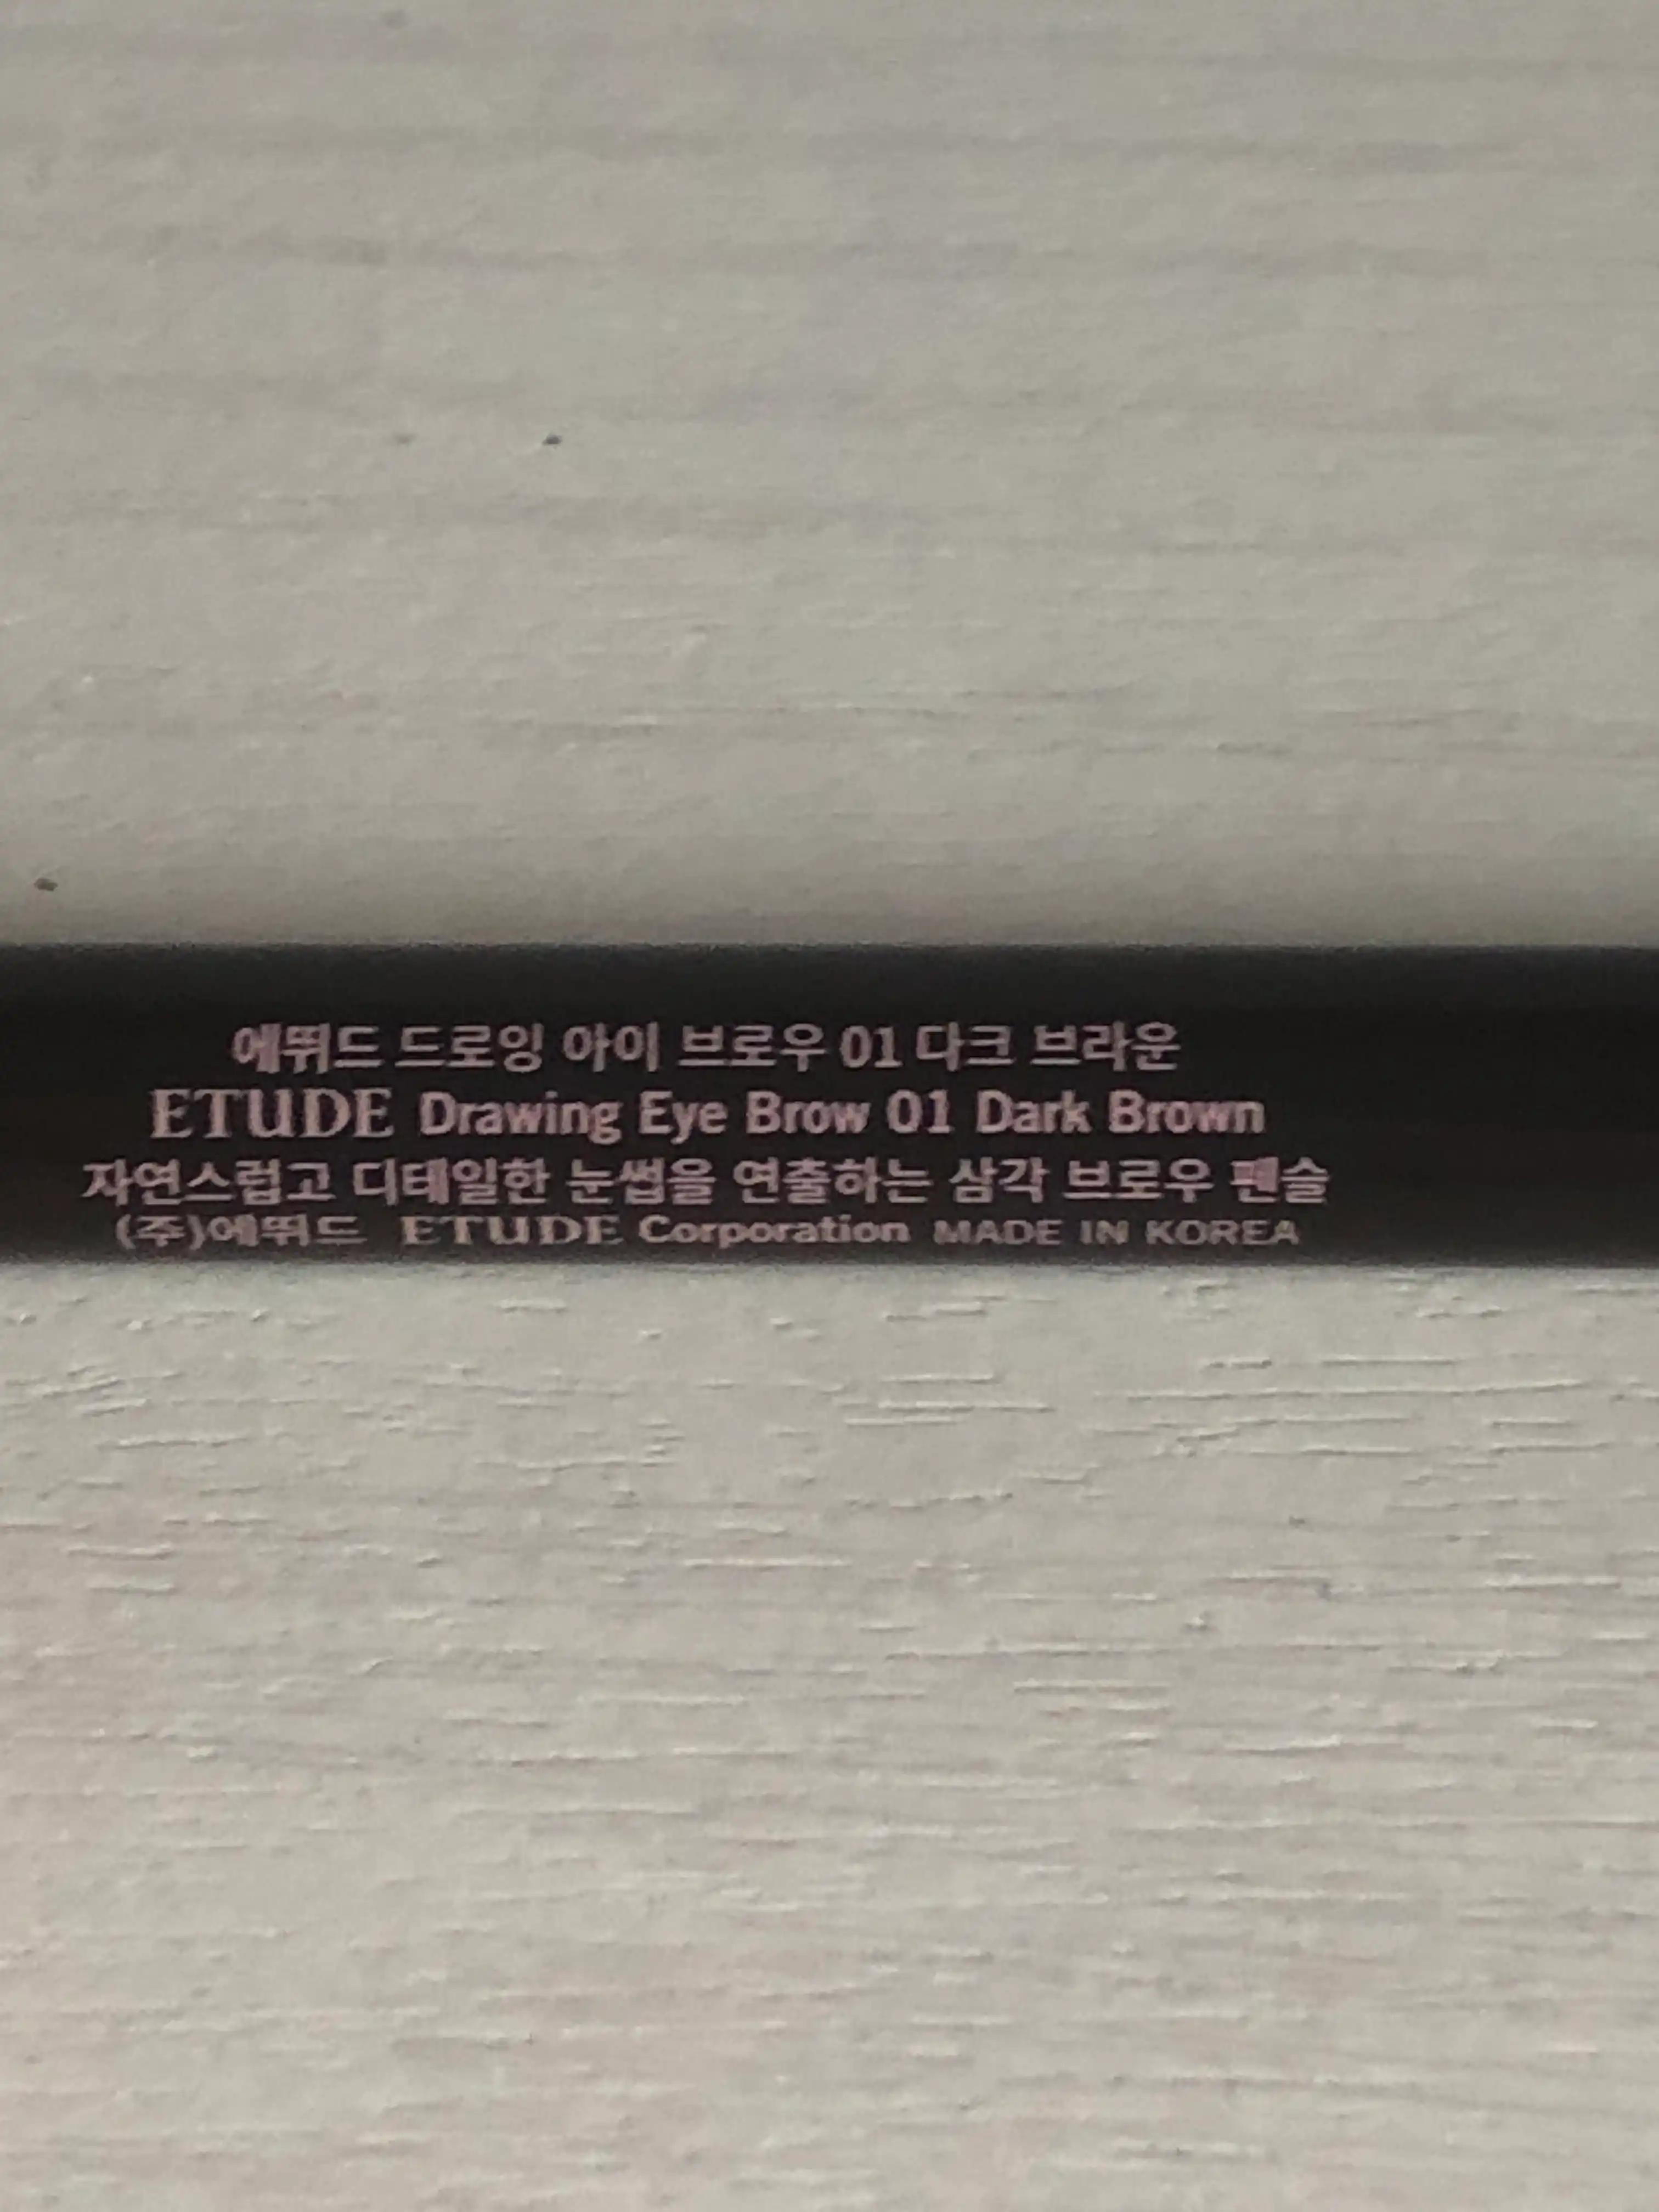 에뛰드 드로잉 아이 브로우 01 다크 브라운
ETUDE Drawing Eye Brow 01 Dark Brown
자연스럽고 디테일한 눈썹을 연출하는 삼각 브로우 펜슬
(주)에뛰드 ETUDE Corporation MADE IN KOREA